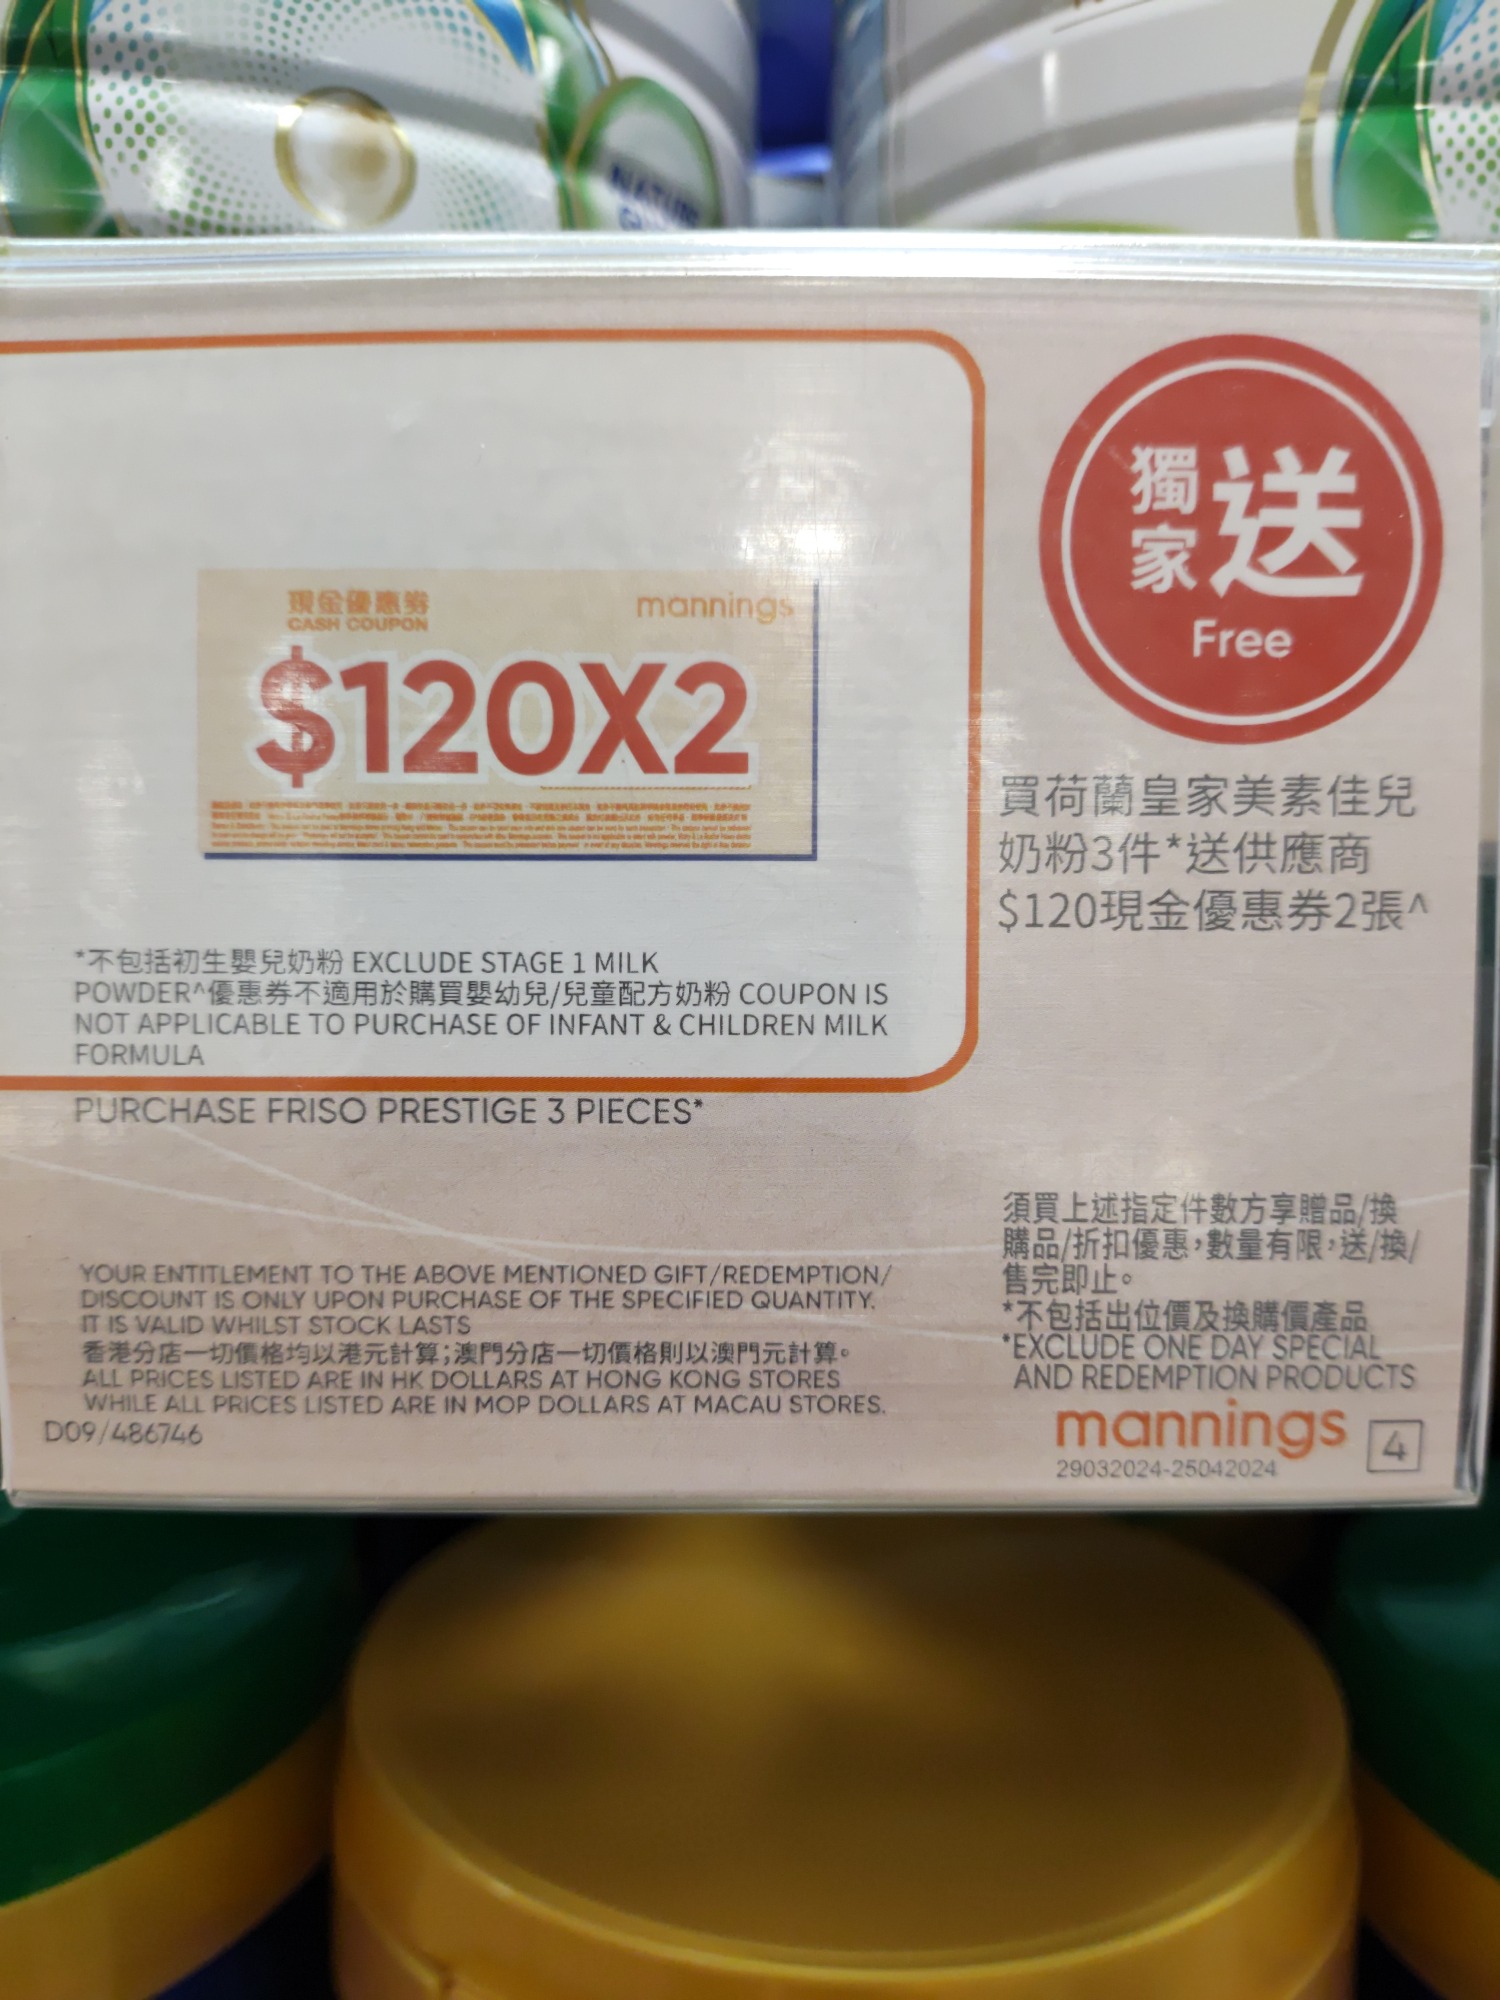 NATURE
獨家
送
Free
現金優惠券
CASH COUPON
mannings
$120X2
買荷蘭皇家美素佳兒
奶粉3件*送供應商
$120現金優惠券2張^
*不包括初生嬰兒奶粉 EXCLUDE STAGE 1 MILK
POWDER^優惠券不適用於購買嬰幼兒/兒童配方奶粉 COUPON IS
NOT APPLICABLE TO PURCHASE OF INFANT & CHILDREN MILK
FORMULA
PURCHASE FRISO PRESTIGE 3 PIECES*
YOUR ENTITLEMENT TO THE ABOVE MENTIONED GIFT/REDEMPTION/
DISCOUNT IS ONLY UPON PURCHASE OF THE SPECIFIED QUANTITY.
IT IS VALID WHILST STOCK LASTS
香港分店一切價格均以港元計算;澳門分店一切價格則以澳門元計算。
ALL PRICES LISTED ARE IN HK DOLLARS AT HONG KONG STORES
WHILE ALL PRICES LISTED ARE IN MOP DOLLARS AT MACAU STORES.
D09/486746
須買上述指定件數方享贈品/換
購品/折扣優惠,數量有限,送/換/
售完即止。
*不包括出位價及換購價產品
*EXCLUDE ONE DAY SPECIAL
AND REDEMPTION PRODUCTS
mannings
29032024-25042024
4